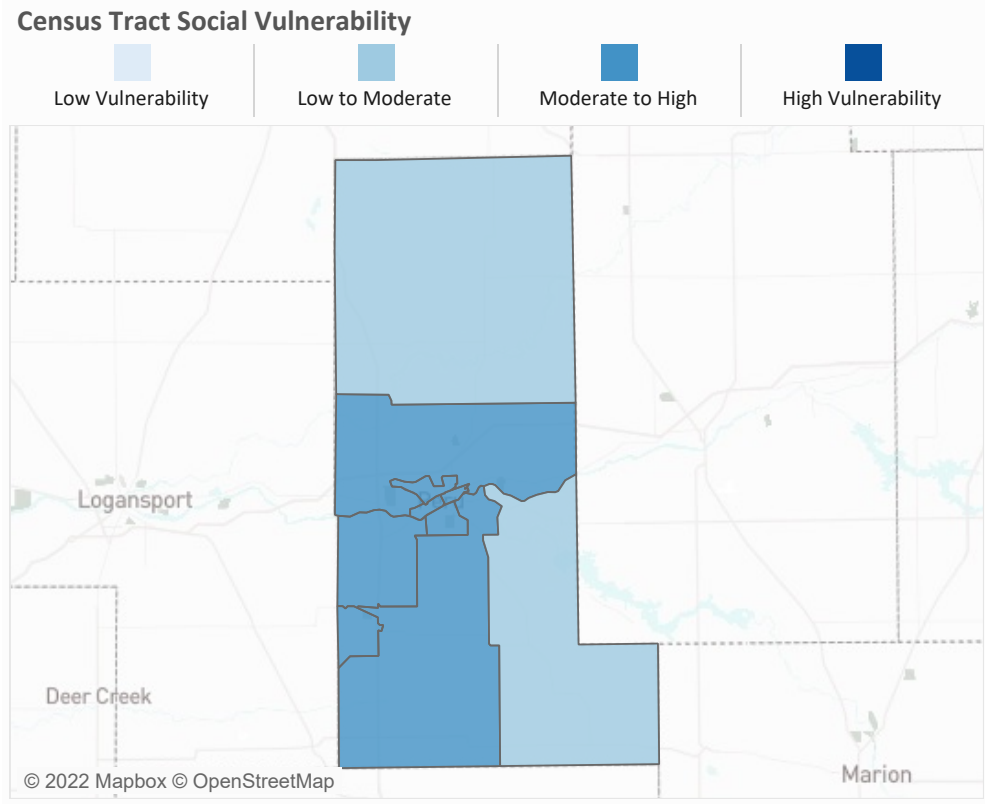 Census Tract Social Vulnerability
Low Vulnerability
Low to Moderate
Moderate to High
High Vulnerability
Logansport
Deer Creek
Marion
© 2022 Mapbox © OpenStreetMap